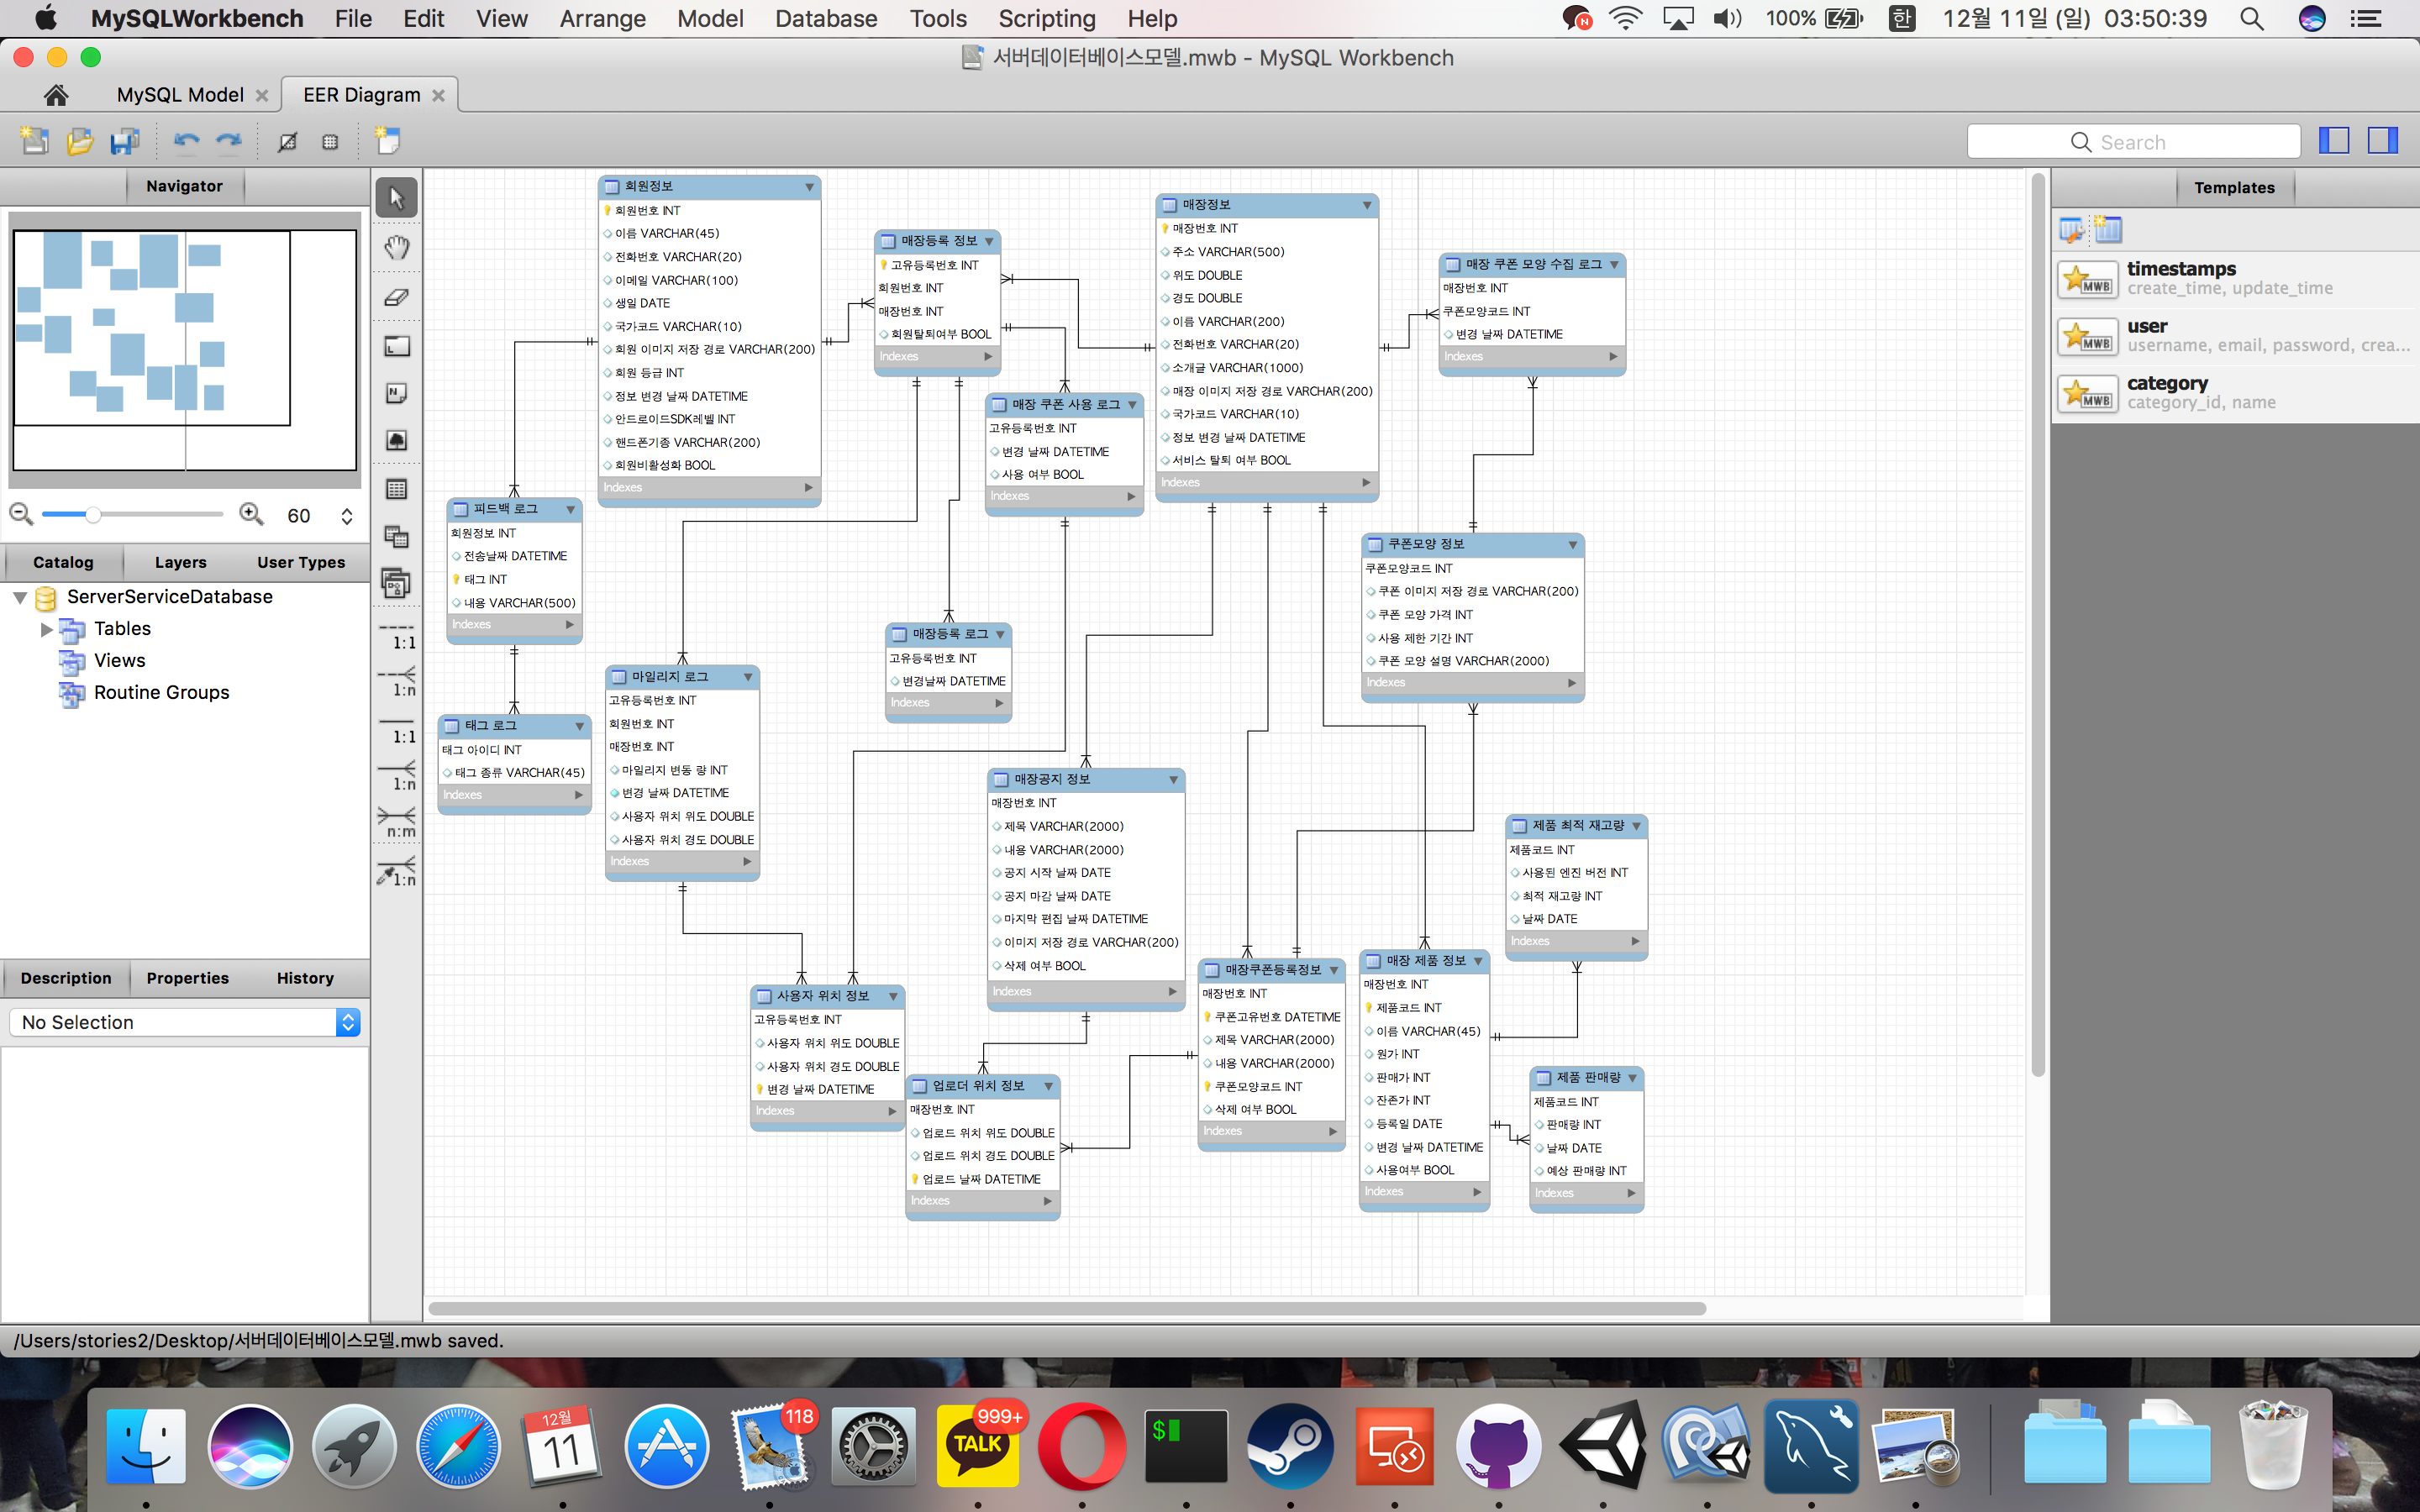 MySQLWorkbench File Edit View Arrange Model Database Tools Scripting Help 100% 한 12월 11일 (일) 03:50:39
서버데이터베이스모델.mwb - MySQL Workbench
MySQL Model EER Diagram
Search
Navigator
60
Catalog Layers User Types
ServerServiceDatabase
Tables
Views
Routine Groups
Description Properties History
No Selection
1:1
1:n
1:1
1:n
n:m
1:n
회원정보
회원번호 INT
이름 VARCHAR(45)
전화번호 VARCHAR(20)
이메일 VARCHAR(100)
생일 DATE
국가코드 VARCHAR(10)
회원 이미지 저장 경로 VARCHAR(200)
회원 등급 INT
정보 변경 날짜 DATETIME
안드로이드SDK레벨 INT
핸드폰기종 VARCHAR(200)
회원비활성화 BOOL
Indexes
매장등록 정보
고유등록번호 INT
회원번호 INT
매장번호 INT
회원탈퇴여부 BOOL
Indexes
매장정보
매장번호 INT
주소 VARCHAR(500)
위도 DOUBLE
경도 DOUBLE
이름 VARCHAR(200)
전화번호 VARCHAR(20)
소개글 VARCHAR(1000)
매장 이미지 저장 경로 VARCHAR(200)
국가코드 VARCHAR(10)
정보 변경 날짜 DATETIME
서비스 탈퇴 여부 BOOL
Indexes
매장 쿠폰 모양 수집 로그
매장번호 INT
쿠폰모양코드 INT
변경 날짜 DATETIME
Indexes
매장 쿠폰 사용 로그
고유등록번호 INT
변경 날짜 DATETIME
사용 여부 BOOL
Indexes
피드백 로그
회원정보 INT
전송날짜 DATETIME
태그 INT
내용 VARCHAR(500)
Indexes
쿠폰모양 정보
쿠폰모양코드 INT
쿠폰 이미지 저장 경로 VARCHAR(200)
쿠폰 모양 가격 INT
사용 제한 기간 INT
쿠폰 모양 설명 VARCHAR(2000)
Indexes
매장등록 로그
고유등록번호 INT
변경날짜 DATETIME
Indexes
마일리지 로그
고유등록번호 INT
회원번호 INT
매장번호 INT
마일리지 변동 량 INT
변경 날짜 DATETIME
사용자 위치 위도 DOUBLE
사용자 위치 경도 DOUBLE
Indexes
태그 로그
태그 아이디 INT
태그 종류 VARCHAR(45)
Indexes
매장공지 정보
매장번호 INT
제목 VARCHAR(2000)
내용 VARCHAR(2000)
공지 시작 날짜 DATE
공지 마감 날짜 DATE
마지막 편집 날짜 DATETIME
이미지 저장 경로 VARCHAR(200)
삭제 여부 BOOL
Indexes
제품 최적 재고량
제품코드 INT
사용된 엔진 버전 INT
최적 재고량 INT
날짜 DATE
Indexes
사용자 위치 정보
고유등록번호 INT
사용자 위치 위도 DOUBLE
사용자 위치 경도 DOUBLE
변경 날짜 DATETIME
Indexes
업로더 위치 정보
매장번호 INT
업로드 위치 위도 DOUBLE
업로드 위치 경도 DOUBLE
업로드 날짜 DATETIME
Indexes
매장쿠폰등록정보
매장번호 INT
쿠폰고유번호 DATETIME
제목 VARCHAR(2000)
내용 VARCHAR(2000)
쿠폰모양코드 INT
삭제 여부 BOOL
Indexes
매장 제품 정보
매장번호 INT
제품코드 INT
이름 VARCHAR(45)
원가 INT
판매가 INT
잔존가 INT
등록일 DATE
변경 날짜 DATETIME
사용여부 BOOL
Indexes
제품 판매량
제품코드 INT
판매량 INT
날짜 DATE
예상 판매량 INT
Indexes
Templates
MWB
timestamps
create_time, update_time
MWB
user
username, email, password, crea...
MWB
category
category_id, name
/Users/stories2/Desktop/서버데이터베이스모델.mwb saved.
12월
11
118
TALK
999+
$